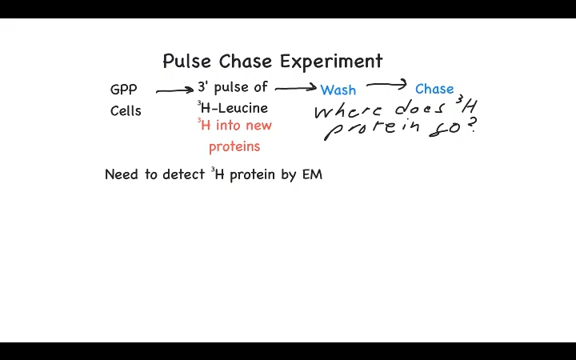 Pulse Chase Experiment
GPP → 3' pulse of → Wash → Chase
Cells ³H-Leucine
where does ³H
³H into new
protein go?
proteins
Need to detect ³H protein by EM